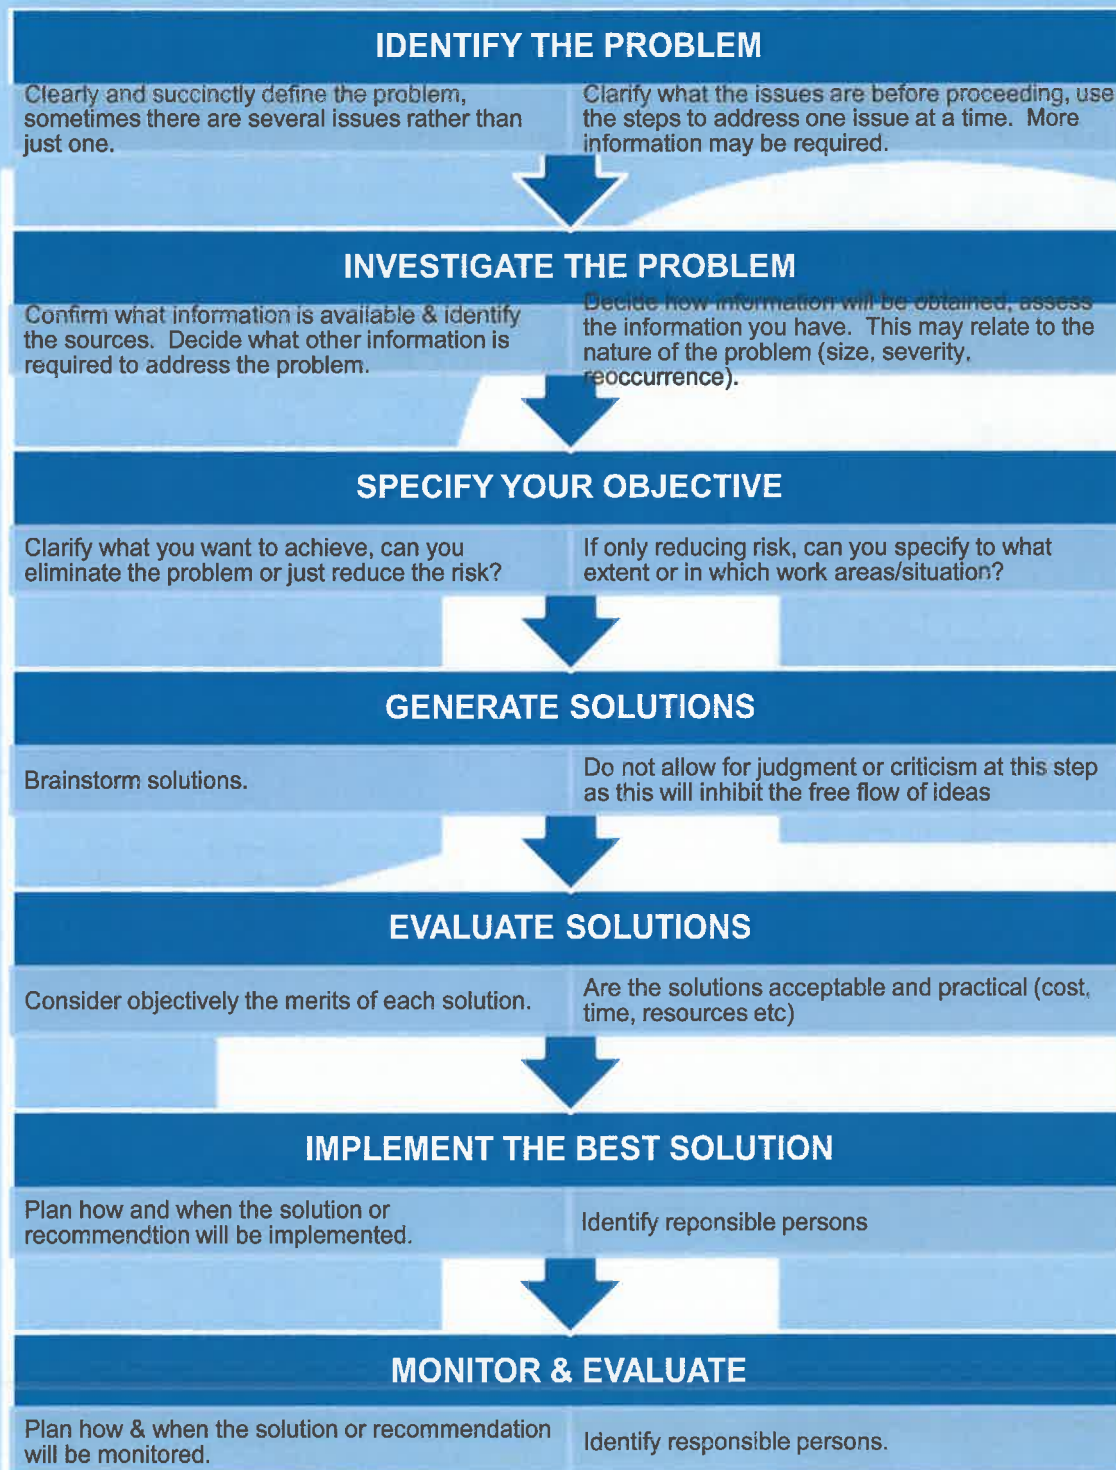 IDENTIFY THE PROBLEM
Clearly and succinctly define the problem,
sometimes there are several issues rather than
just one.
Clarify what the issues are before proceeding, use
the steps to address one issue at a time. More
information may be required.
INVESTIGATE THE PROBLEM
Confirm what information is available & identify
the sources. Decide what other information is
required to address the problem.
Decide how information will be obtained, assess
the information you have. This may relate to the
nature of the problem (size, severity,
reoccurrence).
SPECIFY YOUR OBJECTIVE
Clarify what you want to achieve, can you
eliminate the problem or just reduce the risk?
If only reducing risk, can you specify to what
extent or in which work areas/situation?
GENERATE SOLUTIONS
Brainstorm solutions.
Do not allow for judgment or criticism at this step
as this will inhibit the free flow of ideas
EVALUATE SOLUTIONS
Consider objectively the merits of each solution.
Are the solutions acceptable and practical (cost,
time, resources etc)
IMPLEMENT THE BEST SOLUTION
Plan how and when the solution or
recommendtion will be implemented.
Identify reponsible persons
MONITOR & EVALUATE
Plan how & when the solution or recommendation
will be monitored.
Identify responsible persons.